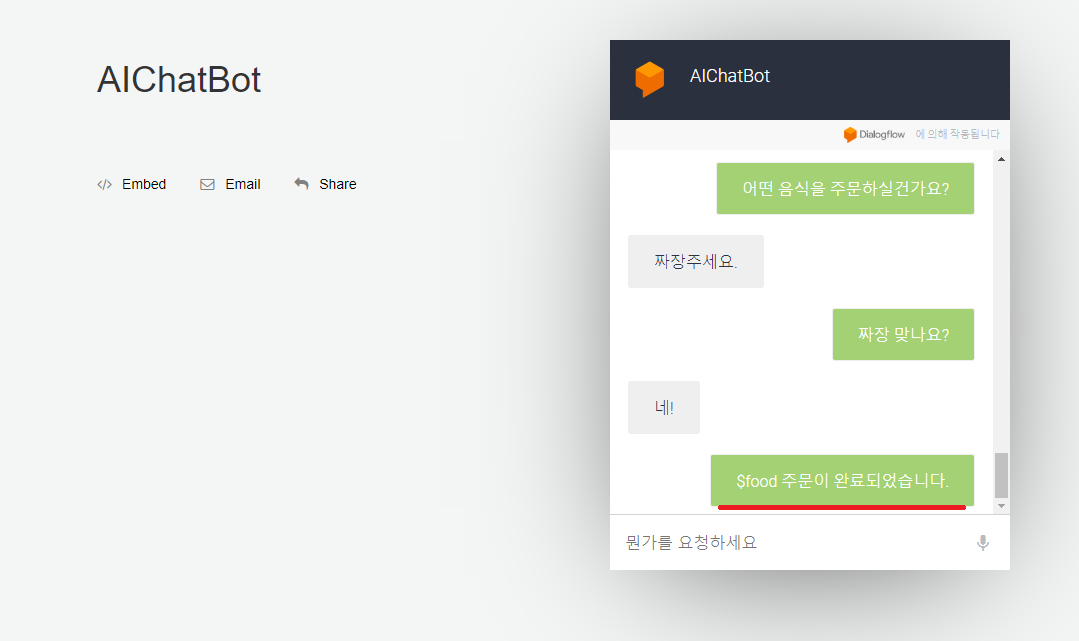 AIChatBot
Embed
Email
Share
AIChatBot
Dialogflow 에 의해 작동됩니다
어떤 음식을 주문하실건가요?
짜장주세요.
짜장 맞나요?
네!
$food 주문이 완료되었습니다.
뭔가를 요청하세요